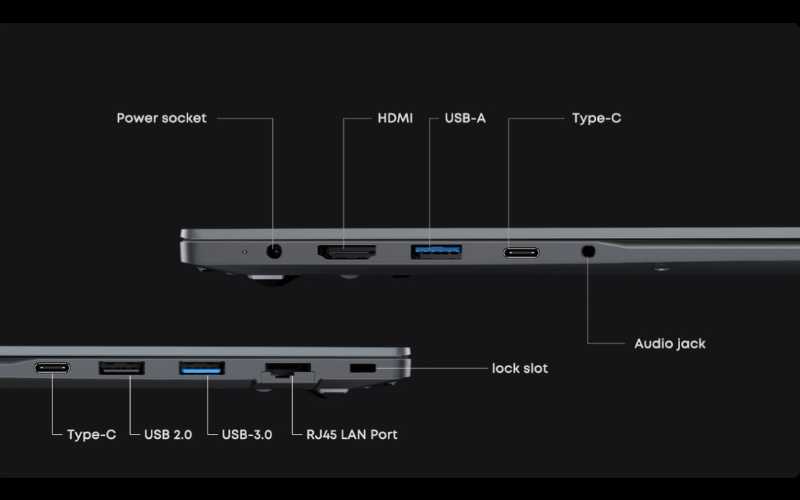 Power socket
HDMI
USB-A
Type-C
Audio jack
lock slot
Type-C
USB 2.0
USB-3.0
RJ45 LAN Port